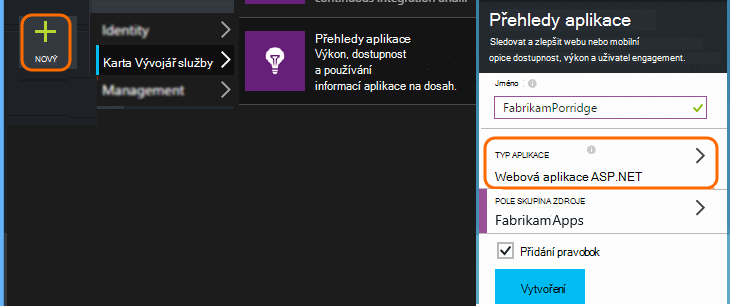 NOVÝ
Identity
Karta Vývojář služby
Management
continuous integration and
Přehledy aplikace
Výkon, dostupnost
a používání
informací aplikace na dosah.
Přehledy aplikace
Sledovat a zlepšit webu nebo mobilní
opice dostupnost, výkon a uživatel engagement.
Jméno
FabrikamPorridge
TYP APLIKACE
Webová aplikace ASP.NET
POLE SKUPINA ZDROJE
FabrikamApps
Přidání pravobok
Vytvoření